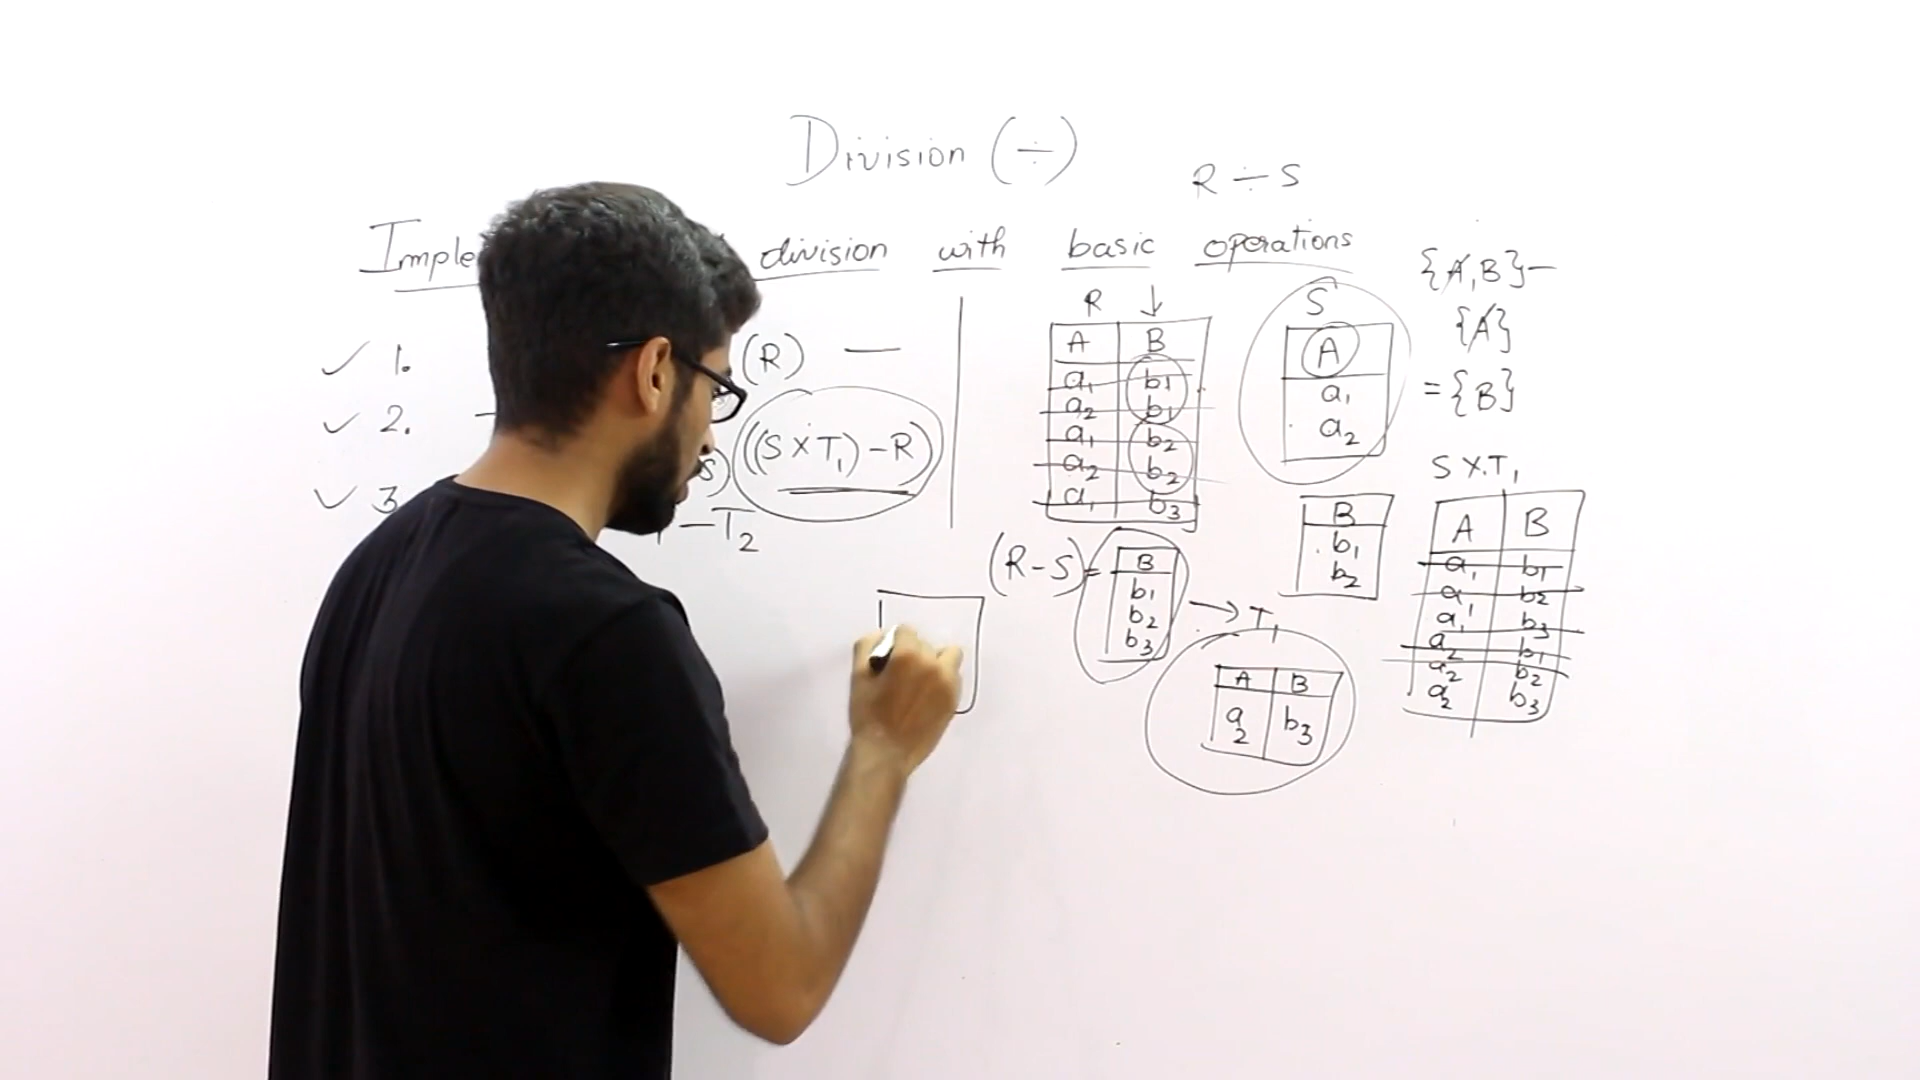 Division (÷)
R ÷ S
division with basic operations
1. (R) —
2. ((S X T₁) - R)
3 - T₂
R
A B
a₁ b₁
a₂ b₁
a₁ b₂
a₂ b₂
a₁ b₃
S
A
a₁
a₂
{A,B} -
{A}
= {B}
(R-S) =
B
b₁
b₂
b₃
→ T₁
B
b₁
b₂
S X T₁
A B
a₁ b₁
a₁ b₂
a₁ b₃
a₂ b₁
a₂ b₂
a₂ b₃
A B
a₂ b₃